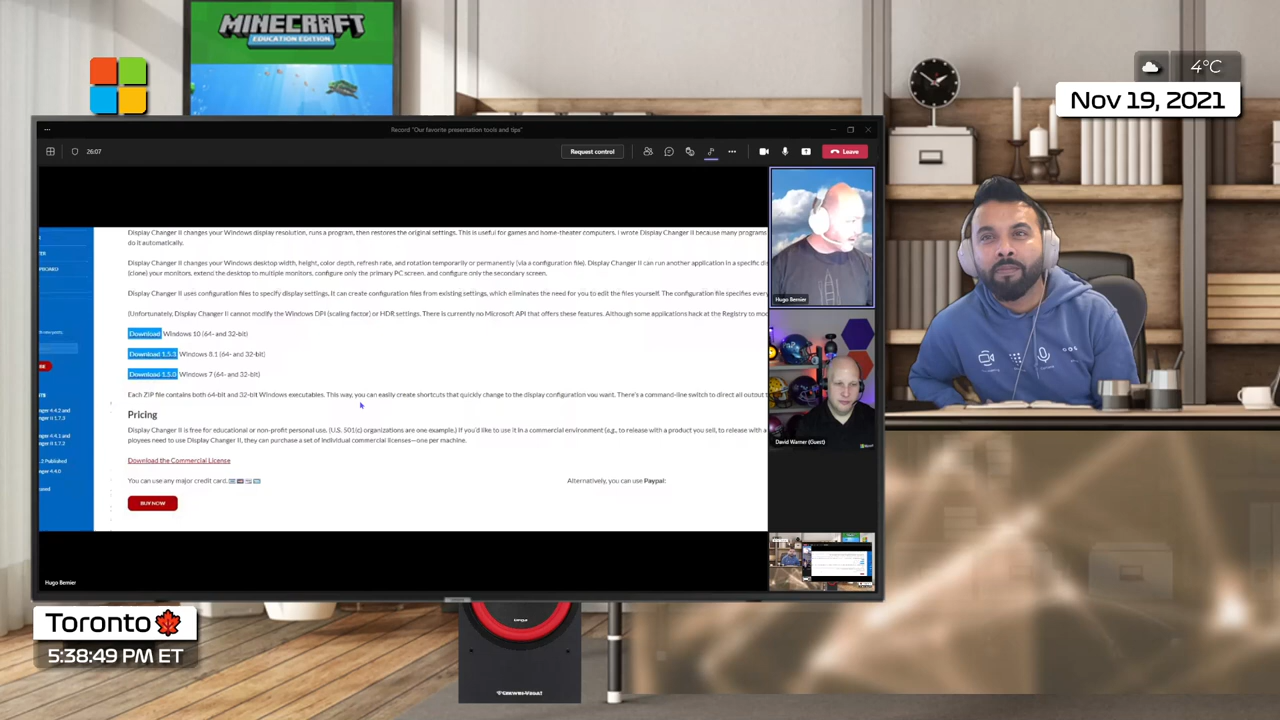 MINECRAFT
EDUCATION EDITION
4°C
Nov 19, 2021
Record "Our favorite presentation tools and tips"
26:07
Request control
Leave
Display Changer II changes your Windows display resolution, runs a program, then restores the original settings. This is useful for games and home-theater computers. I wrote Display Changer II because many programs
do it automatically.
Display Changer II changes your Windows desktop width, height, color depth, refresh rate, and rotation temporarily or permanently (via a configuration file). Display Changer II can run another application in a specific
(clone) your monitors, extend the desktop to multiple monitors, configure only the primary PC screen, and configure only the secondary screen.
Display Changer II uses configuration files to specify display settings. It can create configuration files from existing settings, which eliminates the need for you to edit the files yourself. The configuration file specifies
(Unfortunately, Display Changer II cannot modify the Windows DPI (scaling factor) or HDR settings. There is currently no Microsoft API that offers these features. Although some applications hack at the Registry to
Download Windows 10 (64- and 32-bit)
Download 1.5.1 Windows 8.1 (64- and 32-bit)
Download 1.5.0 Windows 7 (64- and 32-bit)
Each ZIP file contains both 64-bit and 32-bit Windows executables. This way, you can easily create shortcuts that quickly change to the display configuration you want. There's a command-line switch to direct all output
Pricing
Display Changer II is free for educational or non-profit personal use. (U.S. 501(c) organizations are one example.) If you'd like to use it in a commercial environment (e.g., to release with a product you sell, to release with
ployees need to use Display Changer II, they can purchase a set of individual commercial licenses—one per machine.
Download the Commercial License
You can use any major credit card.
Alternatively, you can use Paypal:
BUY NOW
Hugo Bernier
David Warner (Guest)
Hugo Bernier
Toronto
5:38:49 PM ET
CERWIN-VEGA!